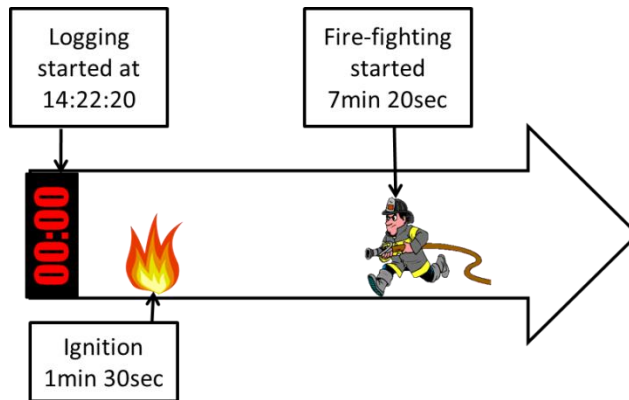 Logging
started at
14:22:20
Fire-fighting
started
7min 20sec
00:00
Ignition
1min 30sec